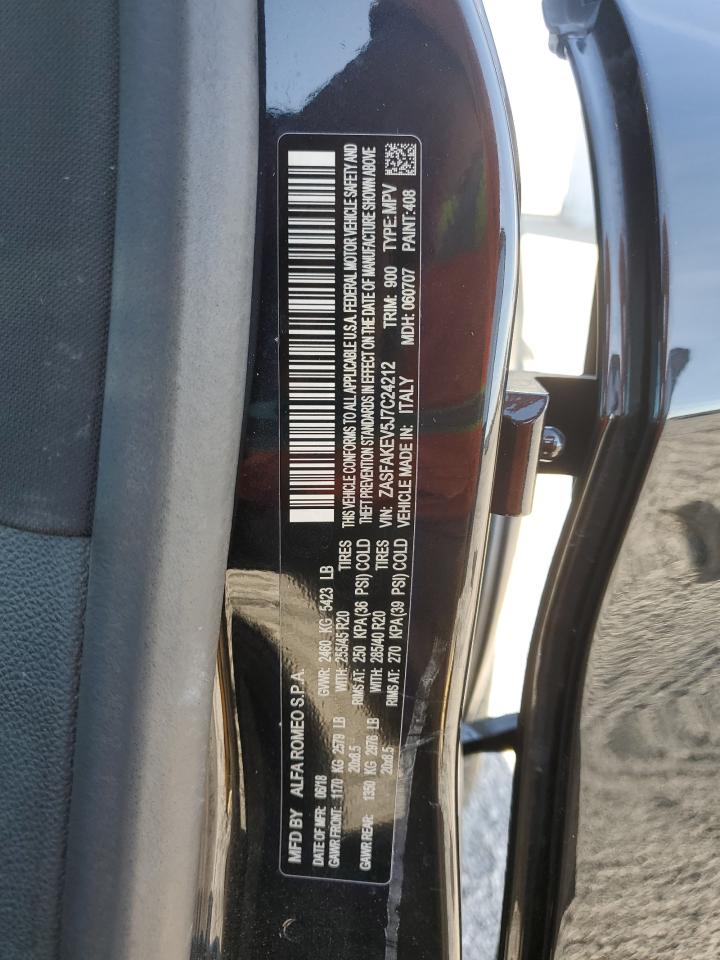 MFD BY ALFA ROMEO S.P.A.
DATE OF MFR: 06/18 GVWR: 2460 KG 5423 LB
GAWR FRONT: 1170 KG 2579 LB WITH: 255/45 R20 TIRES
20x8.5 RIMS AT: 250 KPA (36 PSI) COLD
GAWR REAR: 1350 KG 2976 LB WITH: 285/40 R20 TIRES
20x8.5 RIMS AT: 270 KPA (39 PSI) COLD
THIS VEHICLE CONFORMS TO ALL APPLICABLE U.S.A. FEDERAL MOTOR VEHICLE SAFETY AND
THEFT PREVENTION STANDARDS IN EFFECT ON THE DATE OF MANUFACTURE SHOWN ABOVE
VIN: ZASFAKEV5J7C24212 TRIM: 900 TYPE: MPV
VEHICLE MADE IN: ITALY MDH: 060707 PAINT: 408